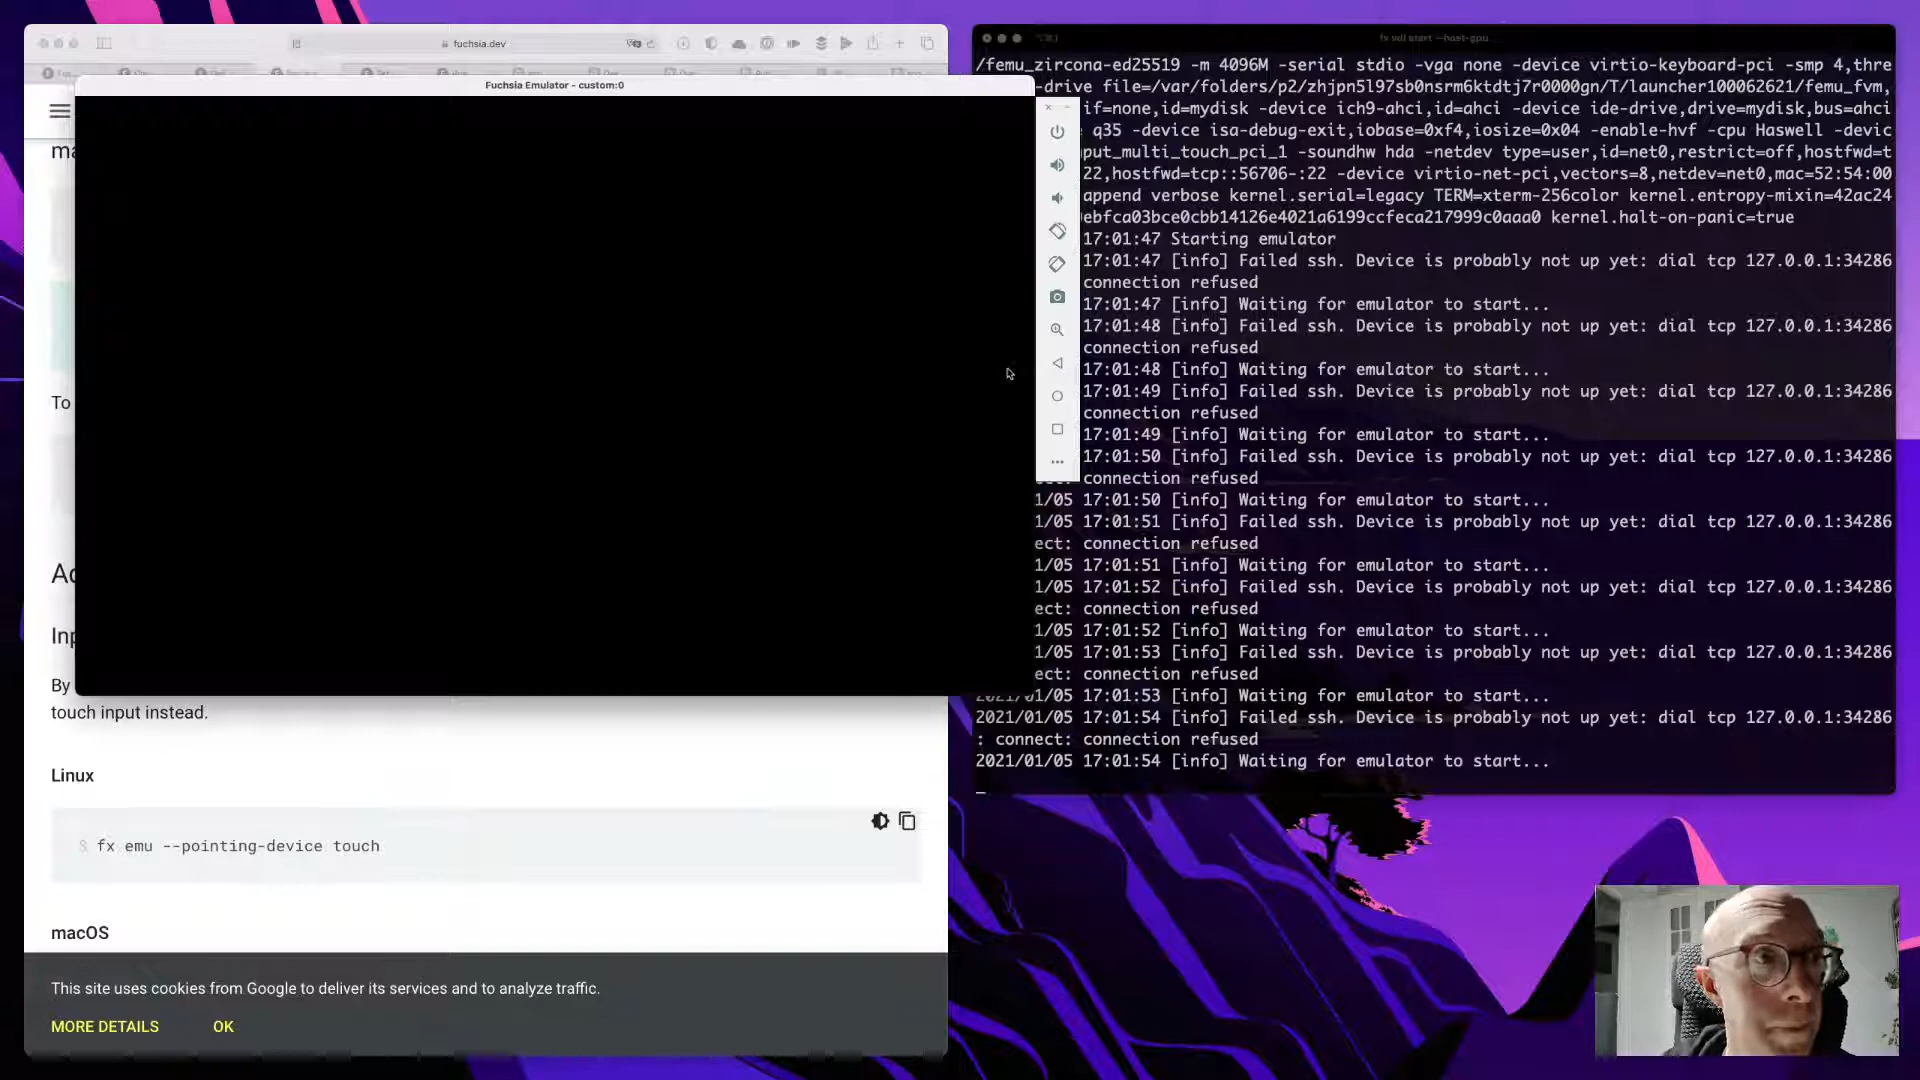 fuchsia.dev
Fuchsia Emulator - custom:0
ma
To
Ad
Inp
By
touch input instead.
Linux
$ fx emu --pointing-device touch
macOS
This site uses cookies from Google to deliver its services and to analyze traffic.
MORE DETAILS OK
fx vdl start --host-gpu
/femu_zircona-ed25519 -m 4096M -serial stdio -vga none -device virtio-keyboard-pci -smp 4,thre
-drive file=/var/folders/p2/zhjpn5l97sb0nsrm6ktdtj7r0000gn/T/launcher100062621/femu_fvm,
if=none,id=mydisk -device ich9-ahci,id=ahci -device ide-drive,drive=mydisk,bus=ahci
q35 -device isa-debug-exit,iobase=0xf4,iosize=0x04 -enable-hvf -cpu Haswell -devic
put_multi_touch_pci_1 -soundhw hda -netdev type=user,id=net0,restrict=off,hostfwd=t
22,hostfwd=tcp::56706-:22 -device virtio-net-pci,vectors=8,netdev=net0,mac=52:54:00
append verbose kernel.serial=legacy TERM=xterm-256color kernel.entropy-mixin=42ac24
ebfca03bce0cbb14126e4021a6199ccfeca217999c0aaa0 kernel.halt-on-panic=true
17:01:47 Starting emulator
17:01:47 [info] Failed ssh. Device is probably not up yet: dial tcp 127.0.0.1:34286
connection refused
17:01:47 [info] Waiting for emulator to start...
17:01:48 [info] Failed ssh. Device is probably not up yet: dial tcp 127.0.0.1:34286
connection refused
17:01:48 [info] Waiting for emulator to start...
17:01:49 [info] Failed ssh. Device is probably not up yet: dial tcp 127.0.0.1:34286
connection refused
17:01:49 [info] Waiting for emulator to start...
17:01:50 [info] Failed ssh. Device is probably not up yet: dial tcp 127.0.0.1:34286
connection refused
1/05 17:01:50 [info] Waiting for emulator to start...
1/05 17:01:51 [info] Failed ssh. Device is probably not up yet: dial tcp 127.0.0.1:34286
ect: connection refused
1/05 17:01:51 [info] Waiting for emulator to start...
1/05 17:01:52 [info] Failed ssh. Device is probably not up yet: dial tcp 127.0.0.1:34286
ect: connection refused
1/05 17:01:52 [info] Waiting for emulator to start...
1/05 17:01:53 [info] Failed ssh. Device is probably not up yet: dial tcp 127.0.0.1:34286
ect: connection refused
2021/01/05 17:01:53 [info] Waiting for emulator to start...
2021/01/05 17:01:54 [info] Failed ssh. Device is probably not up yet: dial tcp 127.0.0.1:34286
: connect: connection refused
2021/01/05 17:01:54 [info] Waiting for emulator to start...